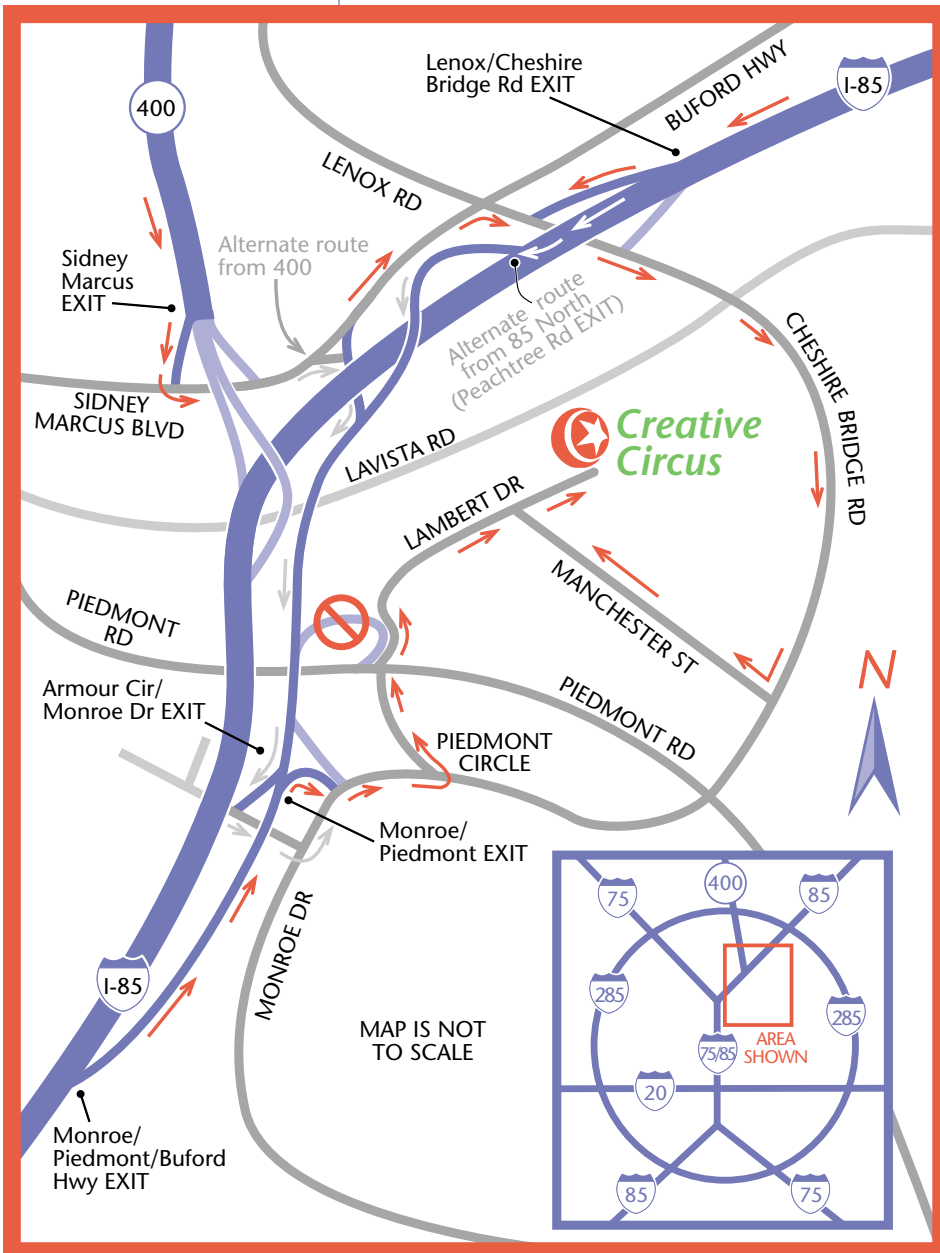 Lenox/Cheshire
Bridge Rd EXIT
BUFORD HWY
I-85
400
LENOX RD
Alternate route
from 400
Sidney
Marcus
EXIT
Alternate route
from 85 North
(Peachtree Rd EXIT)
CHESHIRE BRIDGE RD
SIDNEY
MARCUS BLVD
LAVISTA RD
Creative
Circus
LAMBERT DR
MANCHESTER ST
PIEDMONT
RD
N
Armour Cir/
Monroe Dr EXIT
PIEDMONT RD
PIEDMONT
CIRCLE
Monroe/
Piedmont EXIT
MONROE DR
I-85
MAP IS NOT
TO SCALE
Monroe/
Piedmont/Buford
Hwy EXIT
75
400
85
285
285
75/85
AREA
SHOWN
20
85
75